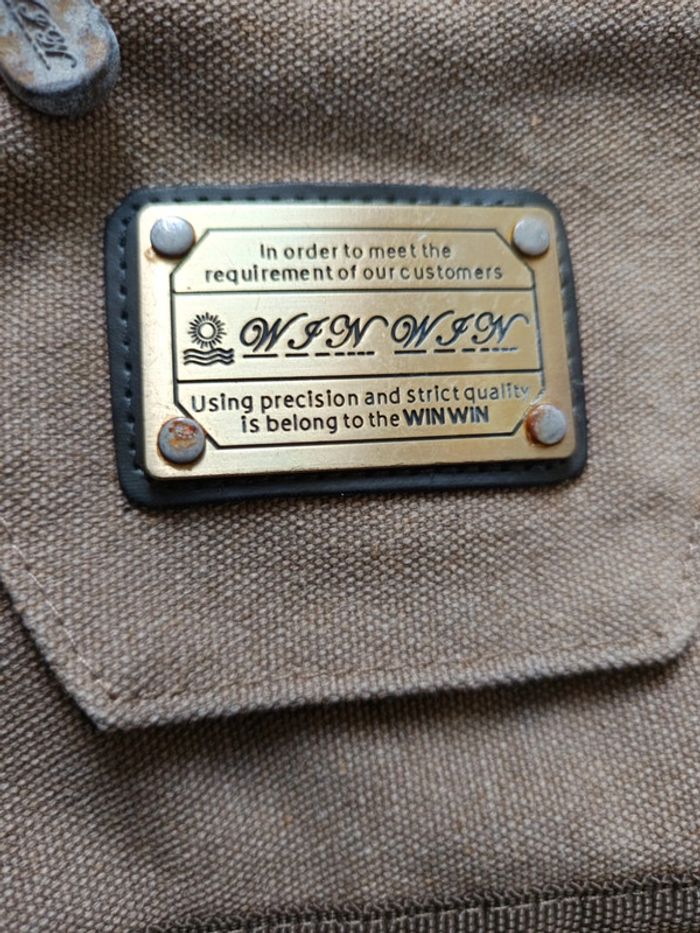 In order to meet the
requirement of our customers
WIN WIN
Using precision and strict quality
is belong to the WIN WIN